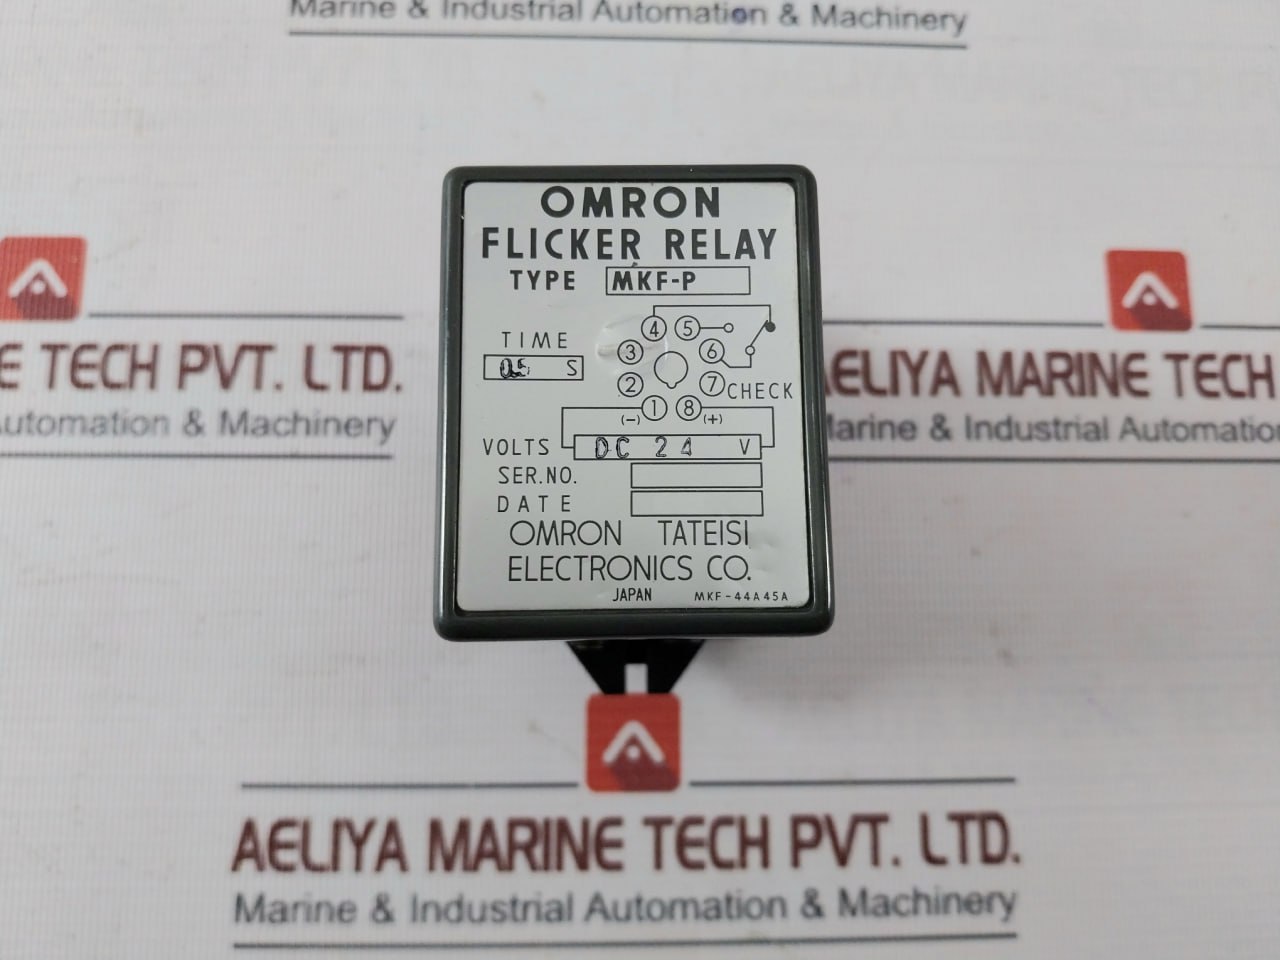 Marine & Industrial Automation & Machinery
OMRON
FLICKER RELAY
TYPE MKF-P
TIME
0.5 S
4 5
3 6
2 7 CHECK
(-) 1 8 (+)
VOLTS DC 24 V
SER.NO.
DATE
OMRON TATEISI
ELECTRONICS CO.
JAPAN MKF-44A45A
E TECH PVT. LTD.
utomation & Machinery
AELIYA MARINE TECH
Marine & Industrial Automation
AELIYA MARINE TECH PVT. LTD.
Marine & Industrial Automation & Machinery